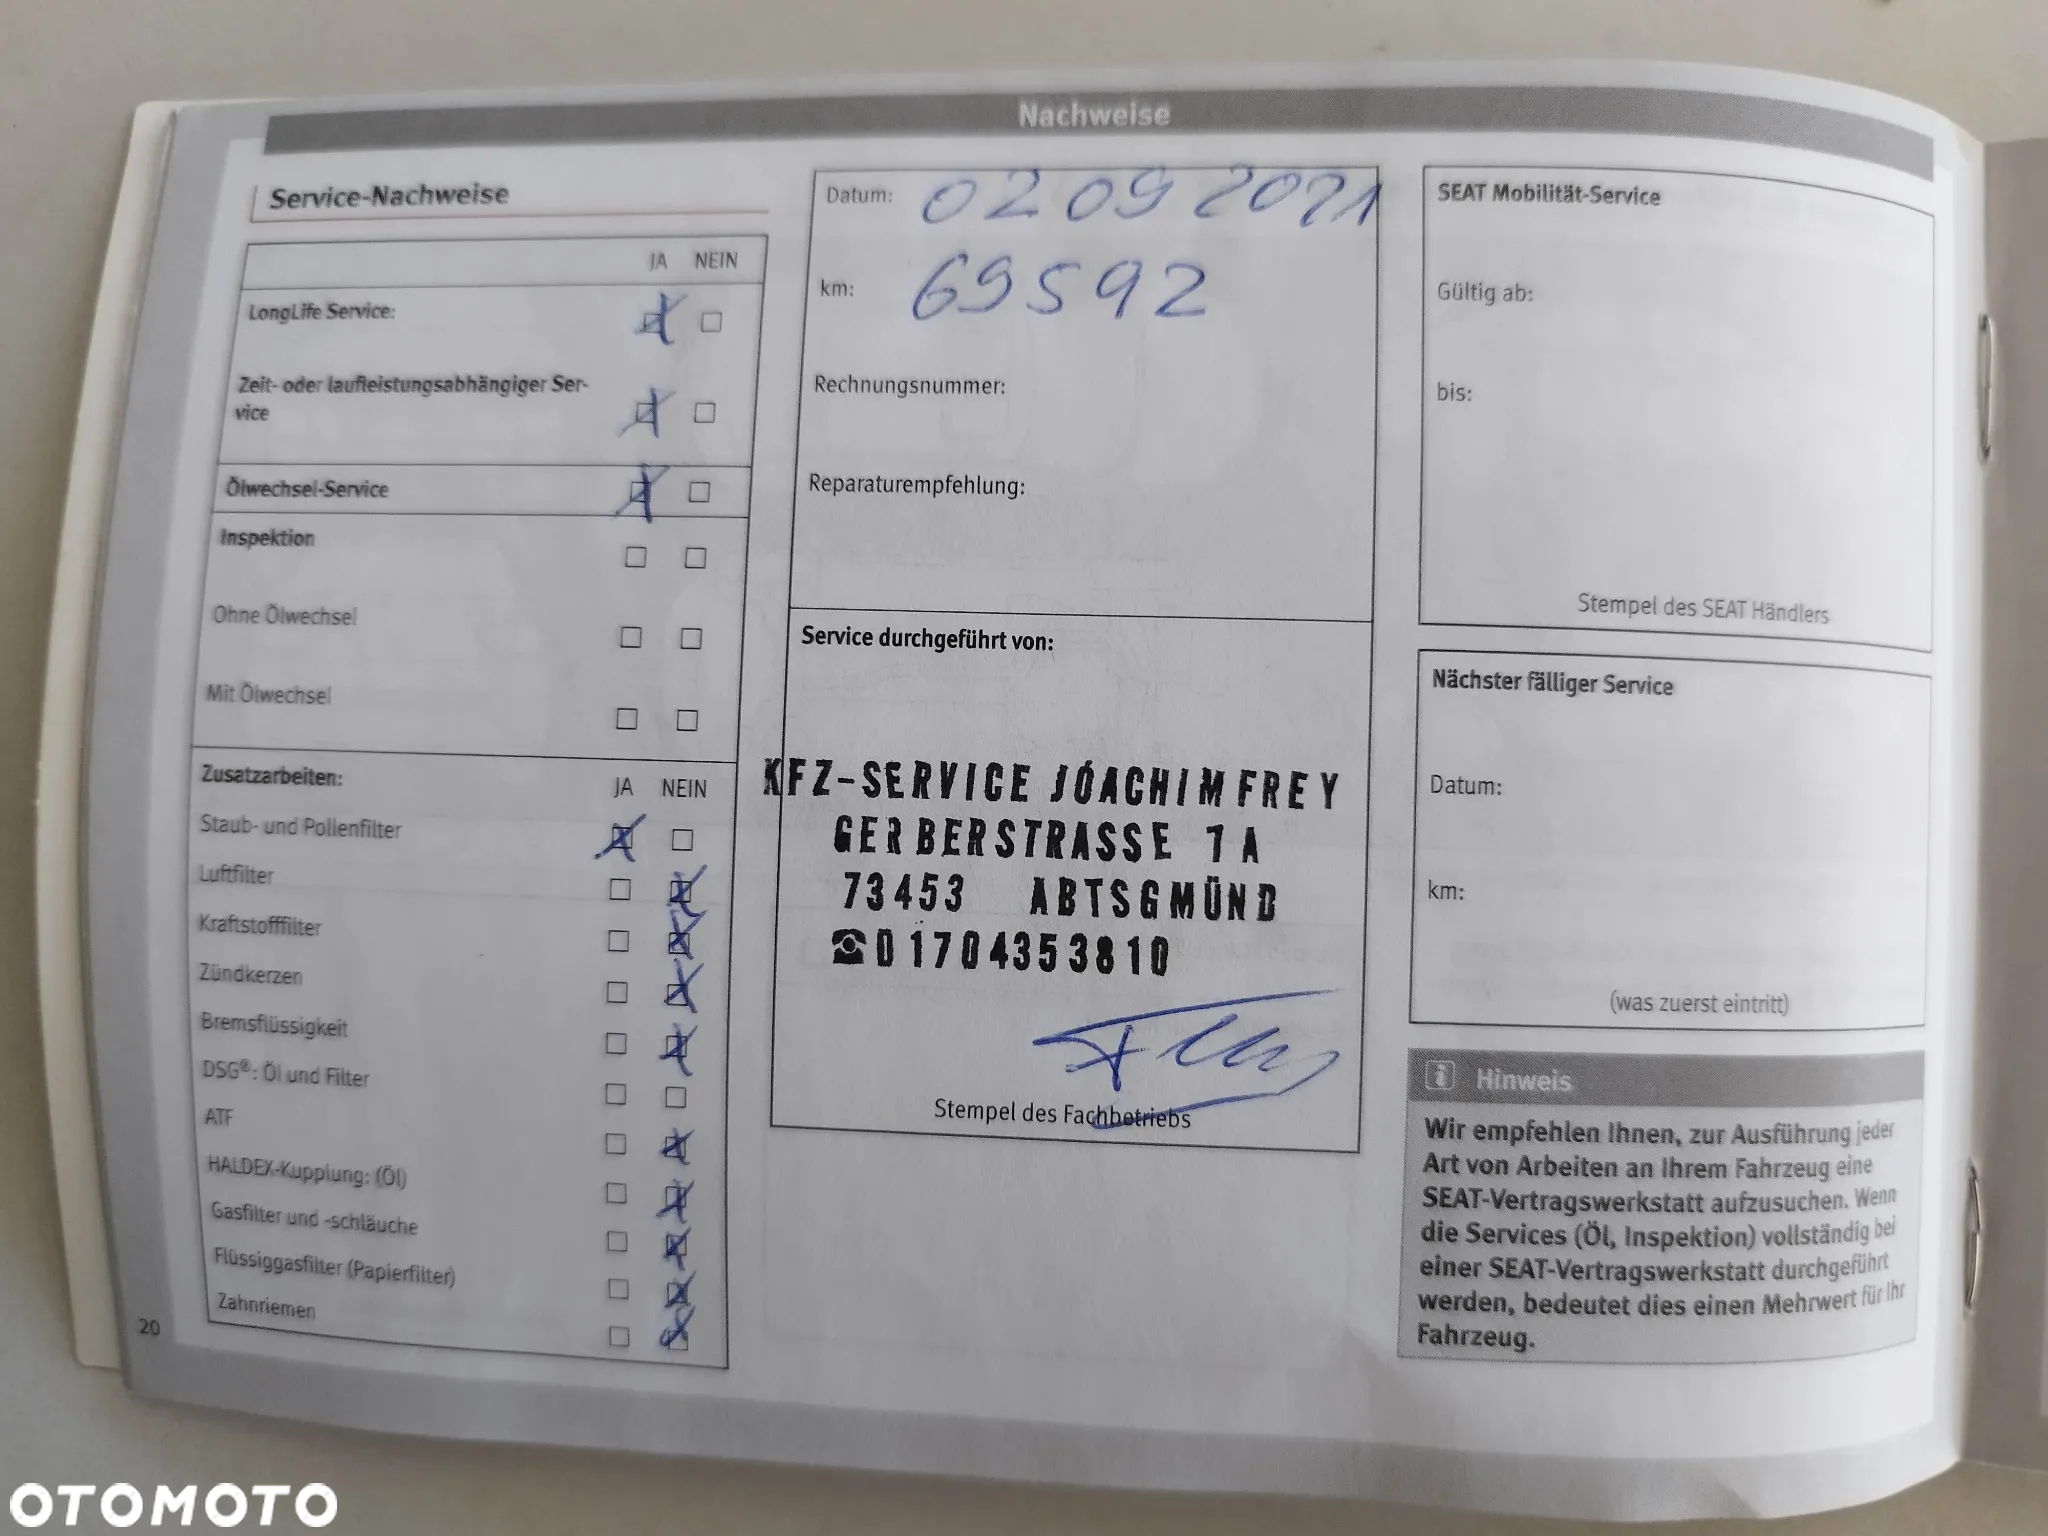 Nachweise
Service-Nachweise
JA NEIN
LongLife Service:
Zeit- oder laufleistungsabhängiger Ser-
vice
Ölwechsel-Service
Inspektion
Ohne Ölwechsel
Mit Ölwechsel
Zusatzarbeiten: JA NEIN
Staub- und Pollenfilter
Luftfilter
Kraftstofffilter
Zündkerzen
Bremsflüssigkeit
DSG®: Öl und Filter
ATF
HALDEX-Kupplung: (Öl)
Gasfilter und -schläuche
Flüssiggasfilter (Papierfilter)
Zahnriemen
20
Datum: 02 09 2021
km: 69592
Rechnungsnummer:
Reparaturempfehlung:
Service durchgeführt von:
KFZ-SERVICE JOACHIM FREY
GERBERSTRASSE 1 A
73453 ABTSGMÜND
☎01704353810
Stempel des Fachbetriebs
SEAT Mobilität-Service
Gültig ab:
bis:
Stempel des SEAT Händlers
Nächster fälliger Service
Datum:
km:
(was zuerst eintritt)
i Hinweis
Wir empfehlen Ihnen, zur Ausführung jeder
Art von Arbeiten an Ihrem Fahrzeug eine
SEAT-Vertragswerkstatt aufzusuchen. Wenn
die Services (Öl, Inspektion) vollständig bei
einer SEAT-Vertragswerkstatt durchgeführt
werden, bedeutet dies einen Mehrwert für Ihr
Fahrzeug.
OTOMOTO